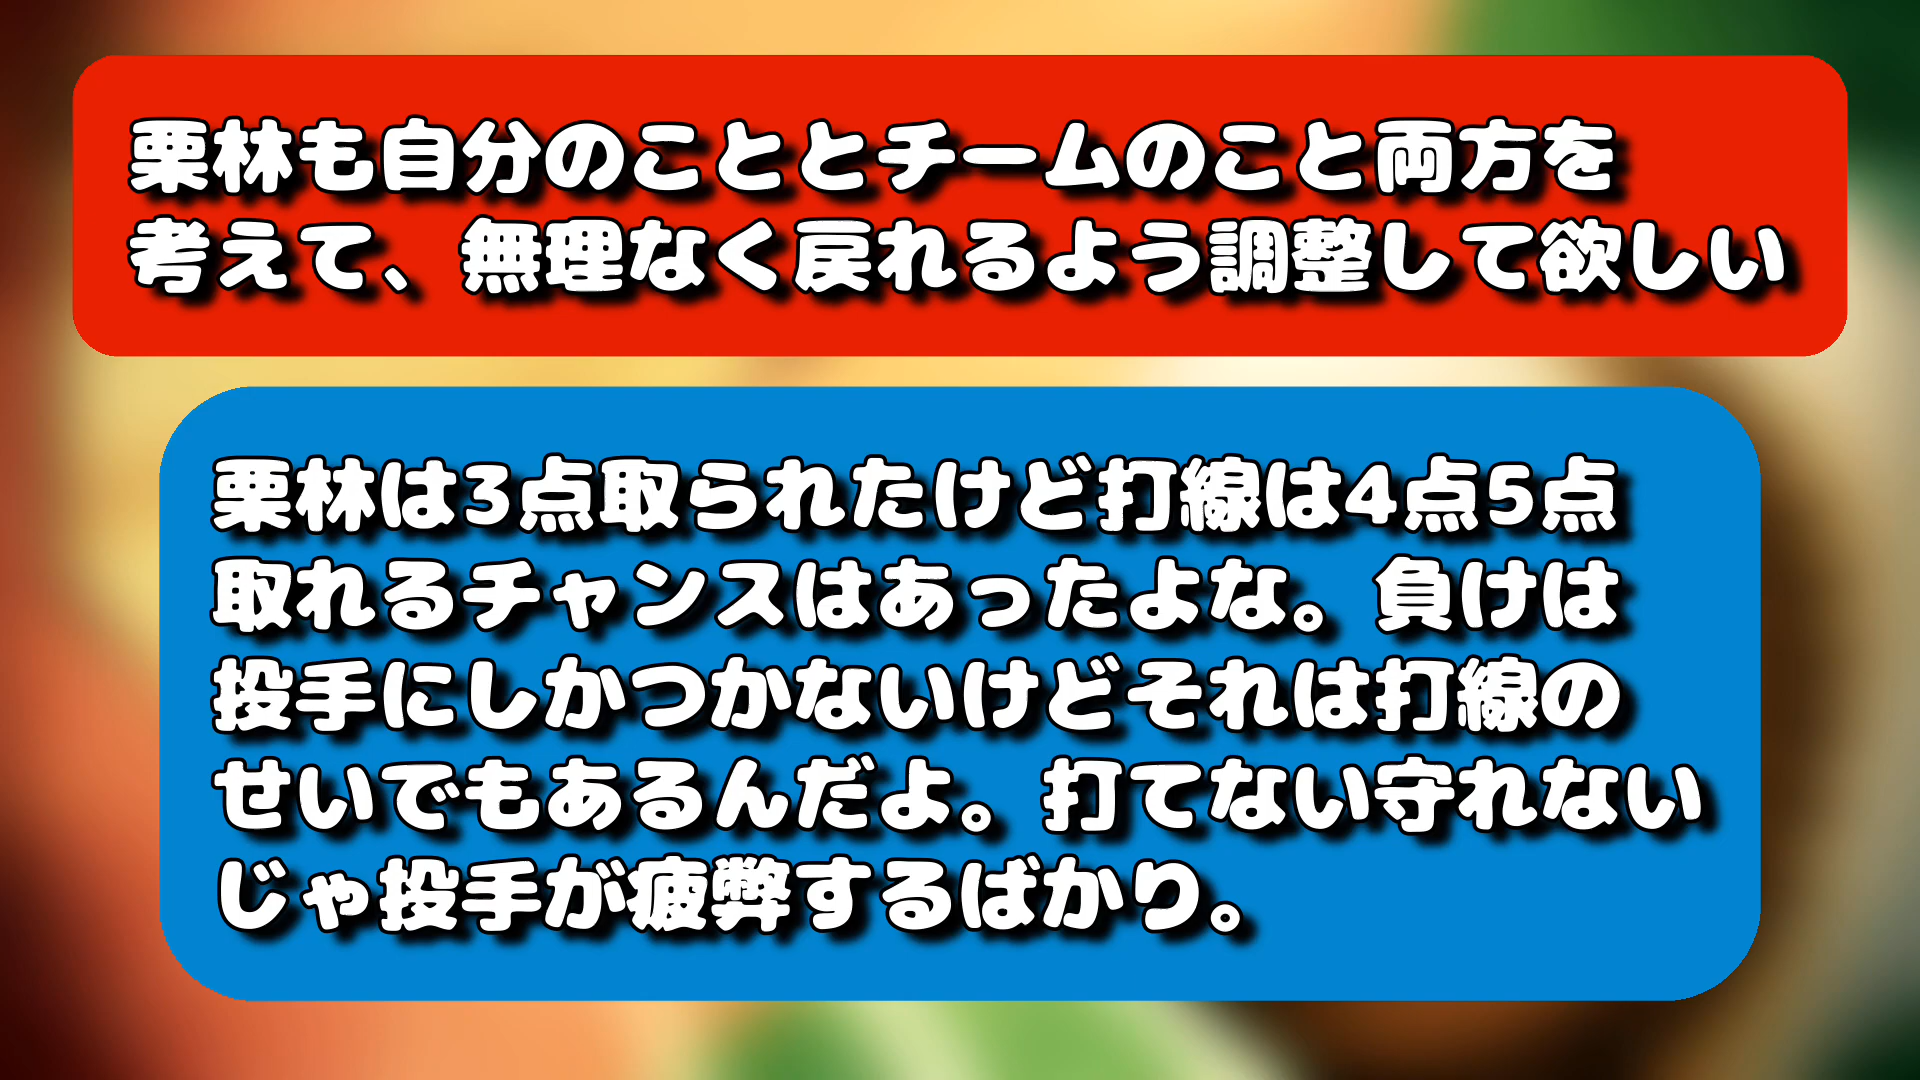 栗林も自分のこととチームのこと両方を
考えて、無理なく戻れるよう調整して欲しい
栗林は3点取られたけど打線は4点5点
取れるチャンスはあったよな。負けは
投手にしかつかないけどそれは打線の
せいでもあるんだよ。打てない守れない
じゃ投手が疲弊するばかり。